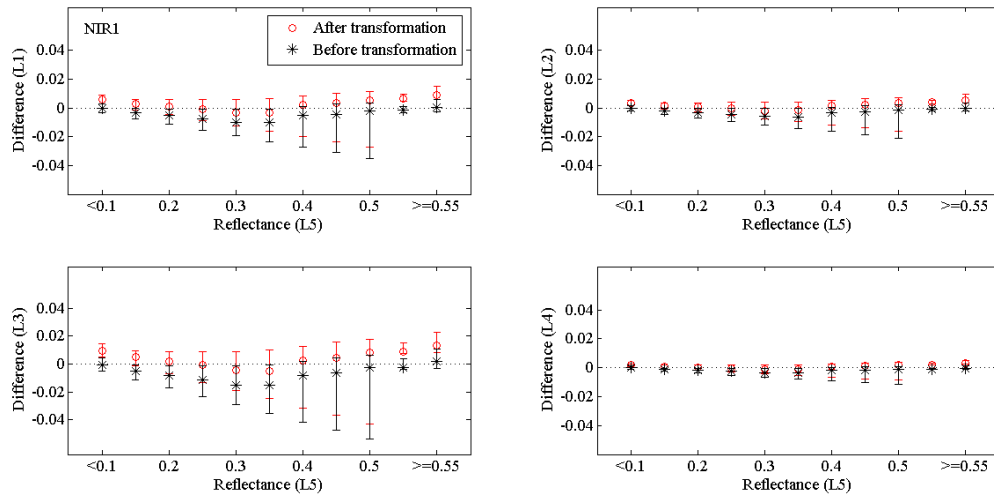 NIR1
After transformation
Before transformation
Difference (L1)
0.04
0.02
0
-0.02
-0.04
<0.1 0.2 0.3 0.4 0.5 >=0.55
Reflectance (L5)
Difference (L2)
0.04
0.02
0
-0.02
-0.04
<0.1 0.2 0.3 0.4 0.5 >=0.55
Reflectance (L5)
Difference (L3)
0.04
0.02
0
-0.02
-0.04
<0.1 0.2 0.3 0.4 0.5 >=0.55
Reflectance (L5)
Difference (L4)
0.04
0.02
0
-0.02
-0.04
<0.1 0.2 0.3 0.4 0.5 >=0.55
Reflectance (L5)